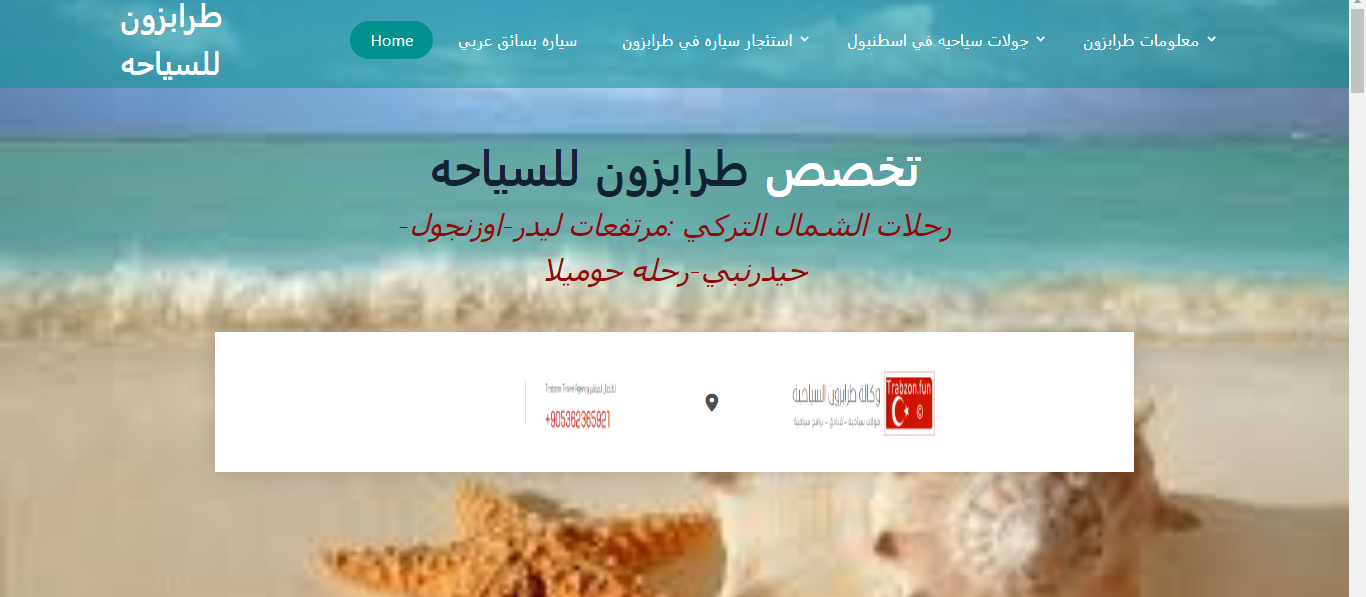 طرابزون
للسياحه
Home
سياره بسائق عربي
استئجار سياره في طرابزون
جولات سياحيه في اسطنبول
معلومات طرابزون
تخصص طرابزون للسياحه
رحلات الشمال التركي :مرتفعات ليدر-اوزنجول-
حيدرنبي-رحله حوميلا
Trabzon.fun
©
وكالة طرابزون السياحية
جولات سياحية – فنادق – برامج سياحية
للاتصال المباشر Trabzon Travel Agency
+905362365921